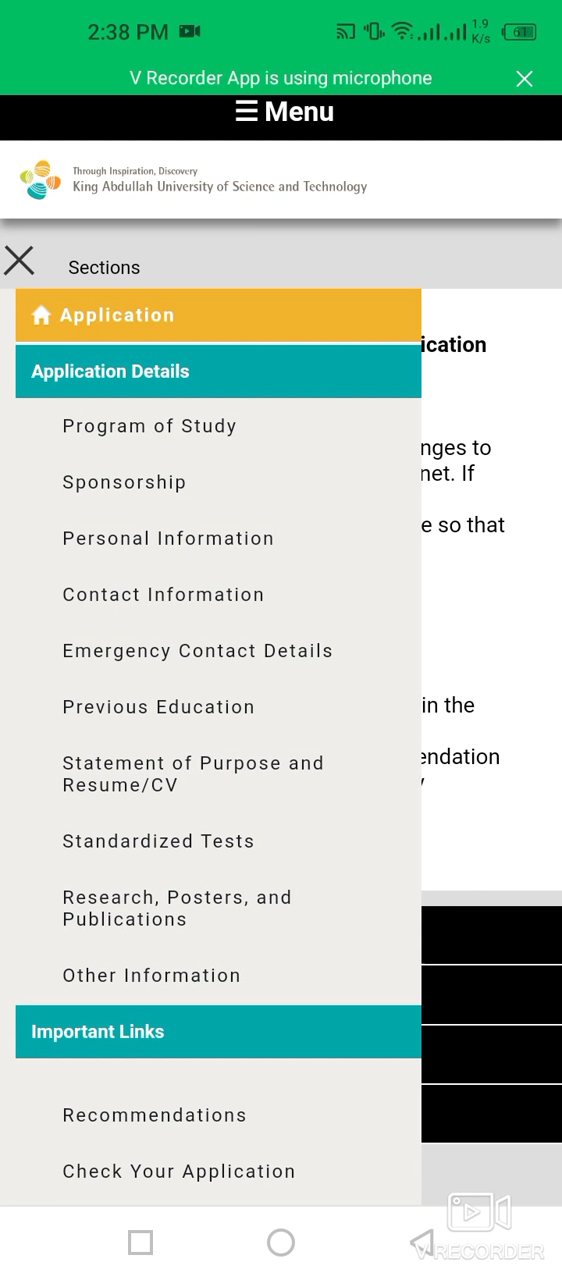 2:38 PM
1.9
K/s
61
V Recorder App is using microphone
☰ Menu
Through Inspiration, Discovery
King Abdullah University of Science and Technology
Sections
Application
ication
Application Details
Program of Study
nges to
net. If
Sponsorship
e so that
Personal Information
Contact Information
Emergency Contact Details
Previous Education
in the
Statement of Purpose and
Resume/CV
endation
Standardized Tests
Research, Posters, and
Publications
Other Information
Important Links
Recommendations
Check Your Application
VRECORDER